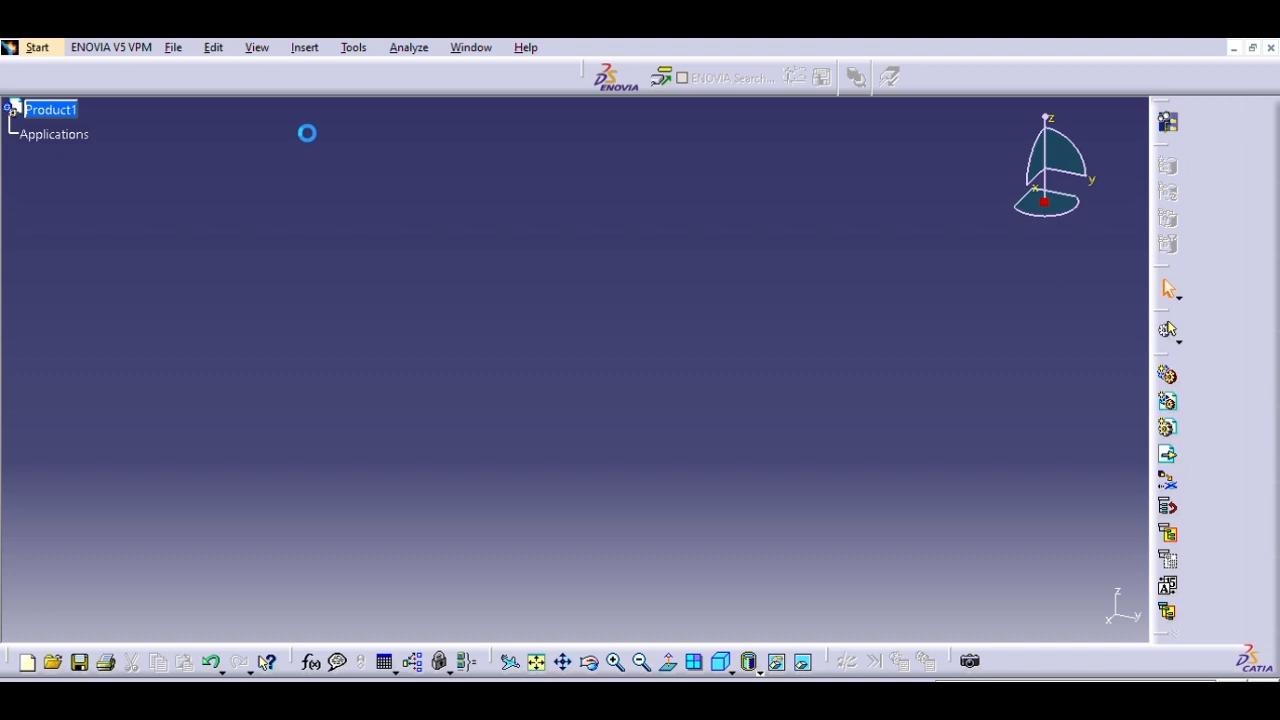 Start ENOVIA V5 VPM File Edit View Insert Tools Analyze Window Help
ENOVIA
ENOVIA Search...
Product1
Applications
z
y
x
z
y
x
f(x)
CATIA